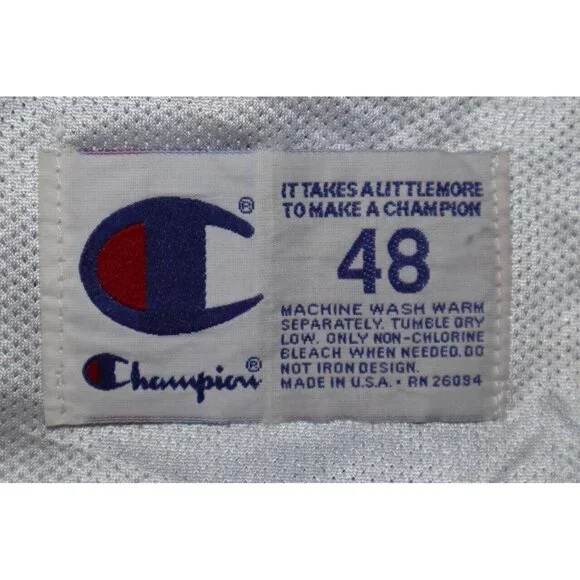 ®
Champion®
IT TAKES A LITTLE MORE
TO MAKE A CHAMPION
48
MACHINE WASH WARM
SEPARATELY. TUMBLE DRY
LOW. ONLY NON-CHLORINE
BLEACH WHEN NEEDED. DO
NOT IRON DESIGN.
MADE IN U.S.A. • RN 26094